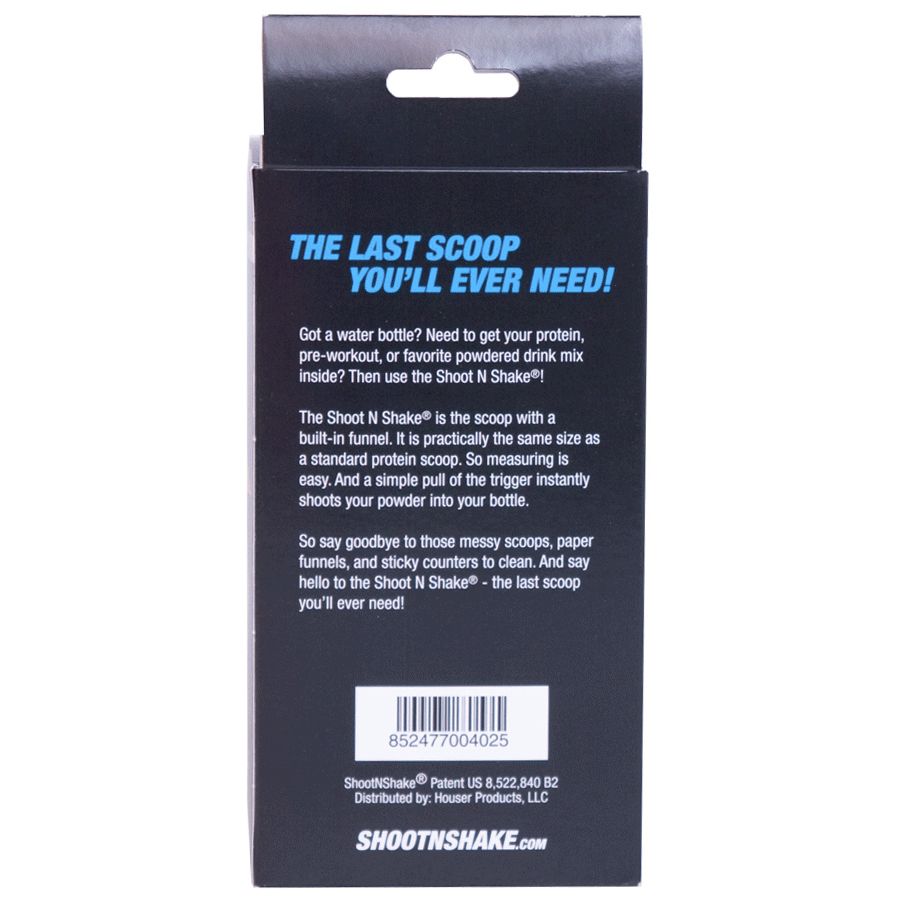 THE LAST SCOOP
YOU'LL EVER NEED!
Got a water bottle? Need to get your protein,
pre-workout, or favorite powdered drink mix
inside? Then use the Shoot N Shake®!
The Shoot N Shake® is the scoop with a
built-in funnel. It is practically the same size as
a standard protein scoop. So measuring is
easy. And a simple pull of the trigger instantly
shoots your powder into your bottle.
So say goodbye to those messy scoops, paper
funnels, and sticky counters to clean. And say
hello to the Shoot N Shake® - the last scoop
you'll ever need!
852477004025
ShootNShake® Patent US 8,522,840 B2
Distributed by: Houser Products, LLC
SHOOTNSHAKE.COM